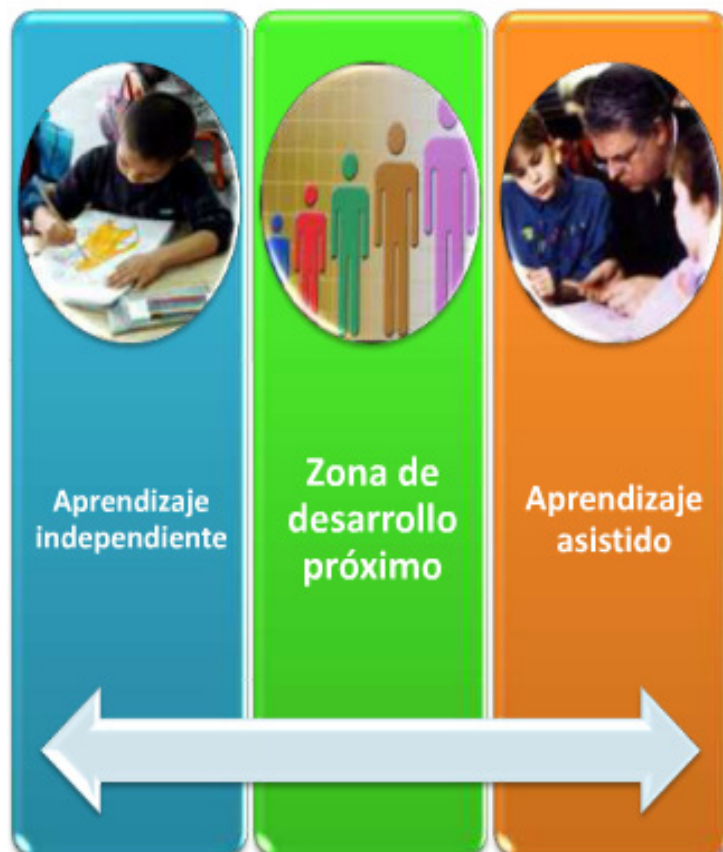 Aprendizaje
independiente
Zona de
desarrollo
próximo
Aprendizaje
asistido